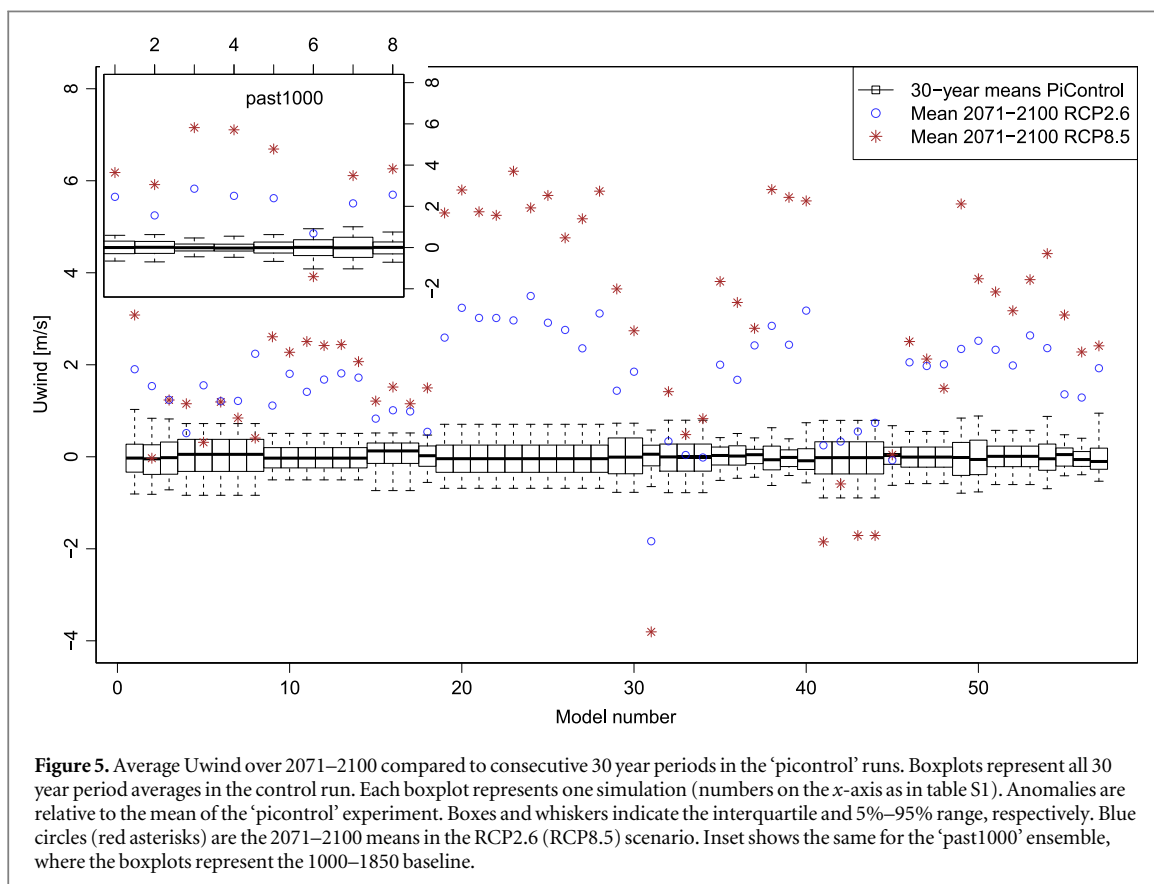 2 4 6 8
past1000
8
6
4
2
0
−2
30−year means PiControl
Mean 2071−2100 RCP2.6
Mean 2071−2100 RCP8.5
8
6
4
2
0
−2
−4
Uwind [m/s]
0 10 20 30 40 50
Model number
Figure 5. Average Uwind over 2071–2100 compared to consecutive 30 year periods in the ‘picontrol’ runs. Boxplots represent all 30
year period averages in the control run. Each boxplot represents one simulation (numbers on the x-axis as in table S1). Anomalies are
relative to the mean of the ‘picontrol’ experiment. Boxes and whiskers indicate the interquartile and 5%–95% range, respectively. Blue
circles (red asterisks) are the 2071–2100 means in the RCP2.6 (RCP8.5) scenario. Inset shows the same for the ‘past1000’ ensemble,
where the boxplots represent the 1000–1850 baseline.